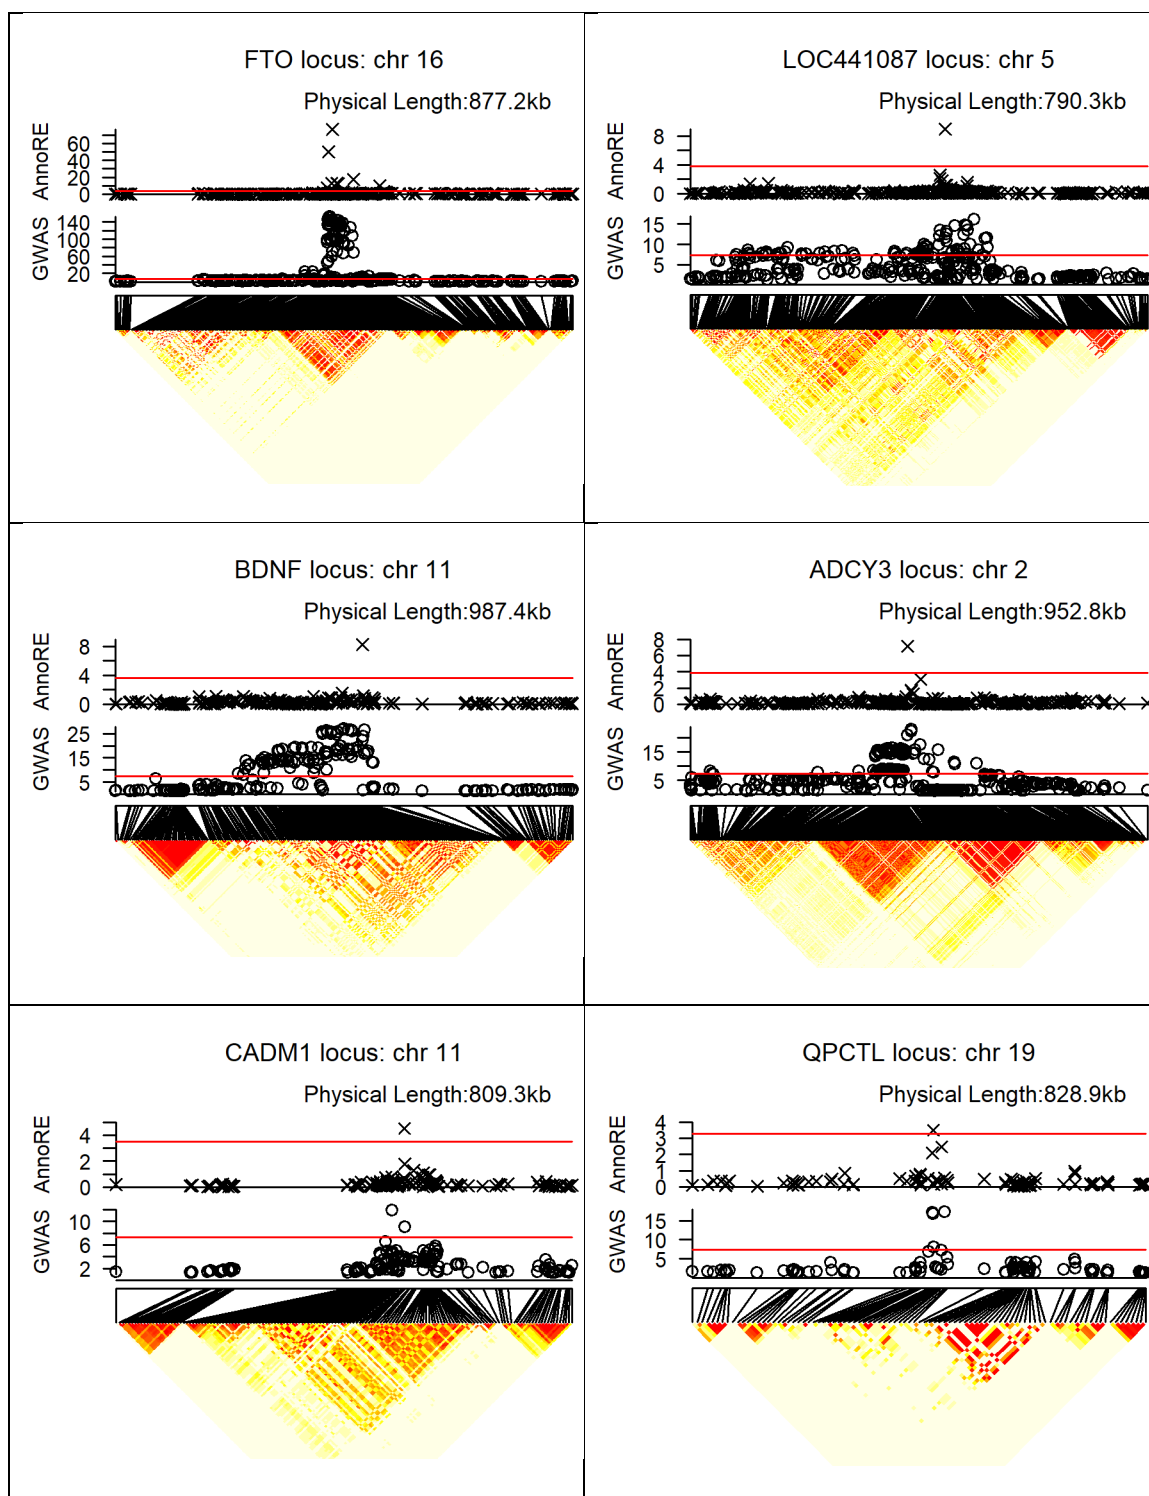 FTO locus: chr 16
Physical Length:877.2kb
AnnoRE
60
40
20
0
GWAS
140
100
60
20
LOC441087 locus: chr 5
Physical Length:790.3kb
AnnoRE
8
4
0
GWAS
15
10
5
BDNF locus: chr 11
Physical Length:987.4kb
AnnoRE
8
4
0
GWAS
25
15
5
ADCY3 locus: chr 2
Physical Length:952.8kb
AnnoRE
8
6
4
2
0
GWAS
15
5
CADM1 locus: chr 11
Physical Length:809.3kb
AnnoRE
4
2
0
GWAS
12
8
6
4
2
QPCTL locus: chr 19
Physical Length:828.9kb
AnnoRE
4
3
2
1
0
GWAS
15
10
5